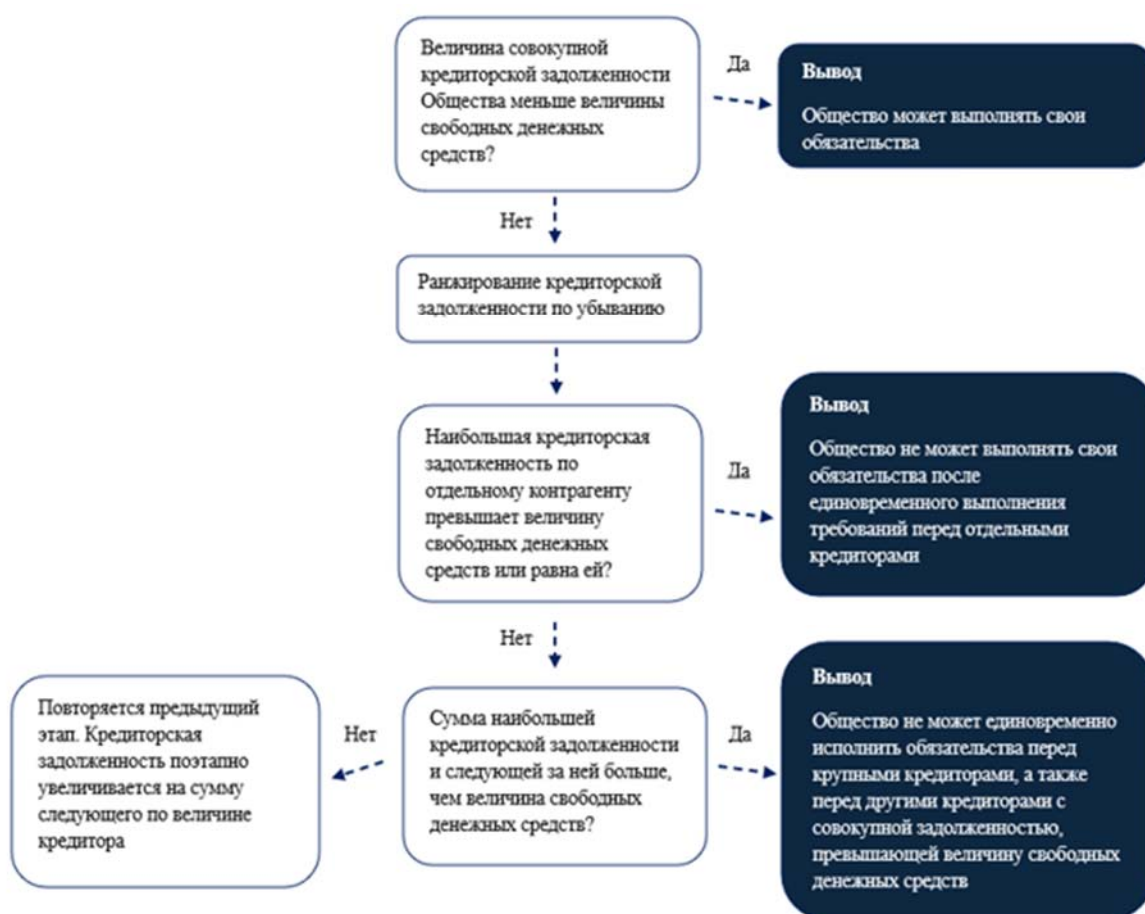 Величина совокупной
кредиторской задолженности
Общества меньше величины
свободных денежных
средств?
Да
Вывод
Общество может выполнять свои
обязательства
Нет
Ранжирование кредиторской
задолженности по убыванию
Наибольшая кредиторская
задолженность по
отдельному контрагенту
превышает величину
свободных денежных
средств или равна ей?
Да
Вывод
Общество не может выполнять свои
обязательства после
единовременного выполнения
требований перед отдельными
кредиторами
Нет
Повторяется предыдущий
этап. Кредиторская
задолженность поэтапно
увеличивается на сумму
следующего по величине
кредитора
Нет
Сумма наибольшей
кредиторской задолженности
и следующей за ней больше,
чем величина свободных
денежных средств?
Да
Вывод
Общество не может единовременно
исполнить обязательства перед
крупными кредиторами, а также
перед другими кредиторами с
совокупной задолженностью,
превышающей величину свободных
денежных средств